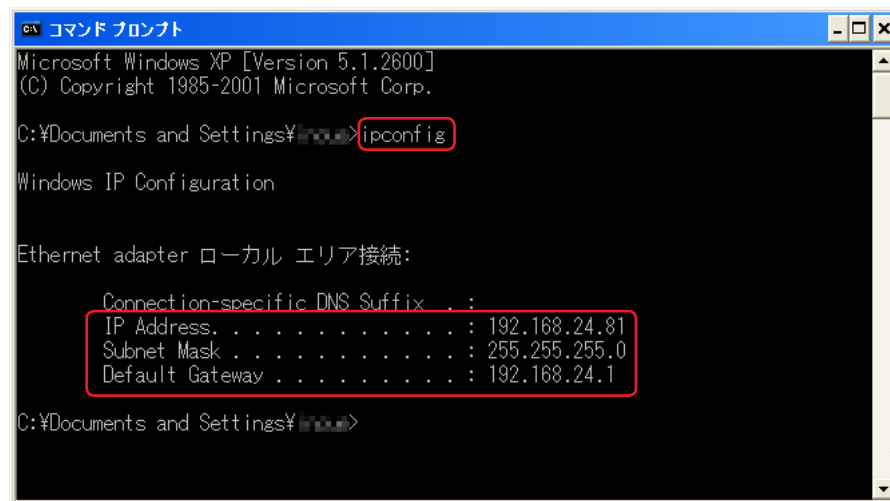 コマンド プロンプト
Microsoft Windows XP [Version 5.1.2600]
(C) Copyright 1985-2001 Microsoft Corp.
C:¥Documents and Settings¥ >ipconfig
Windows IP Configuration
Ethernet adapter ローカル エリア接続:
Connection-specific DNS Suffix . :
IP Address. . . . . . . . . . . . : 192.168.24.81
Subnet Mask . . . . . . . . . . . : 255.255.255.0
Default Gateway . . . . . . . . . : 192.168.24.1
C:¥Documents and Settings¥ >